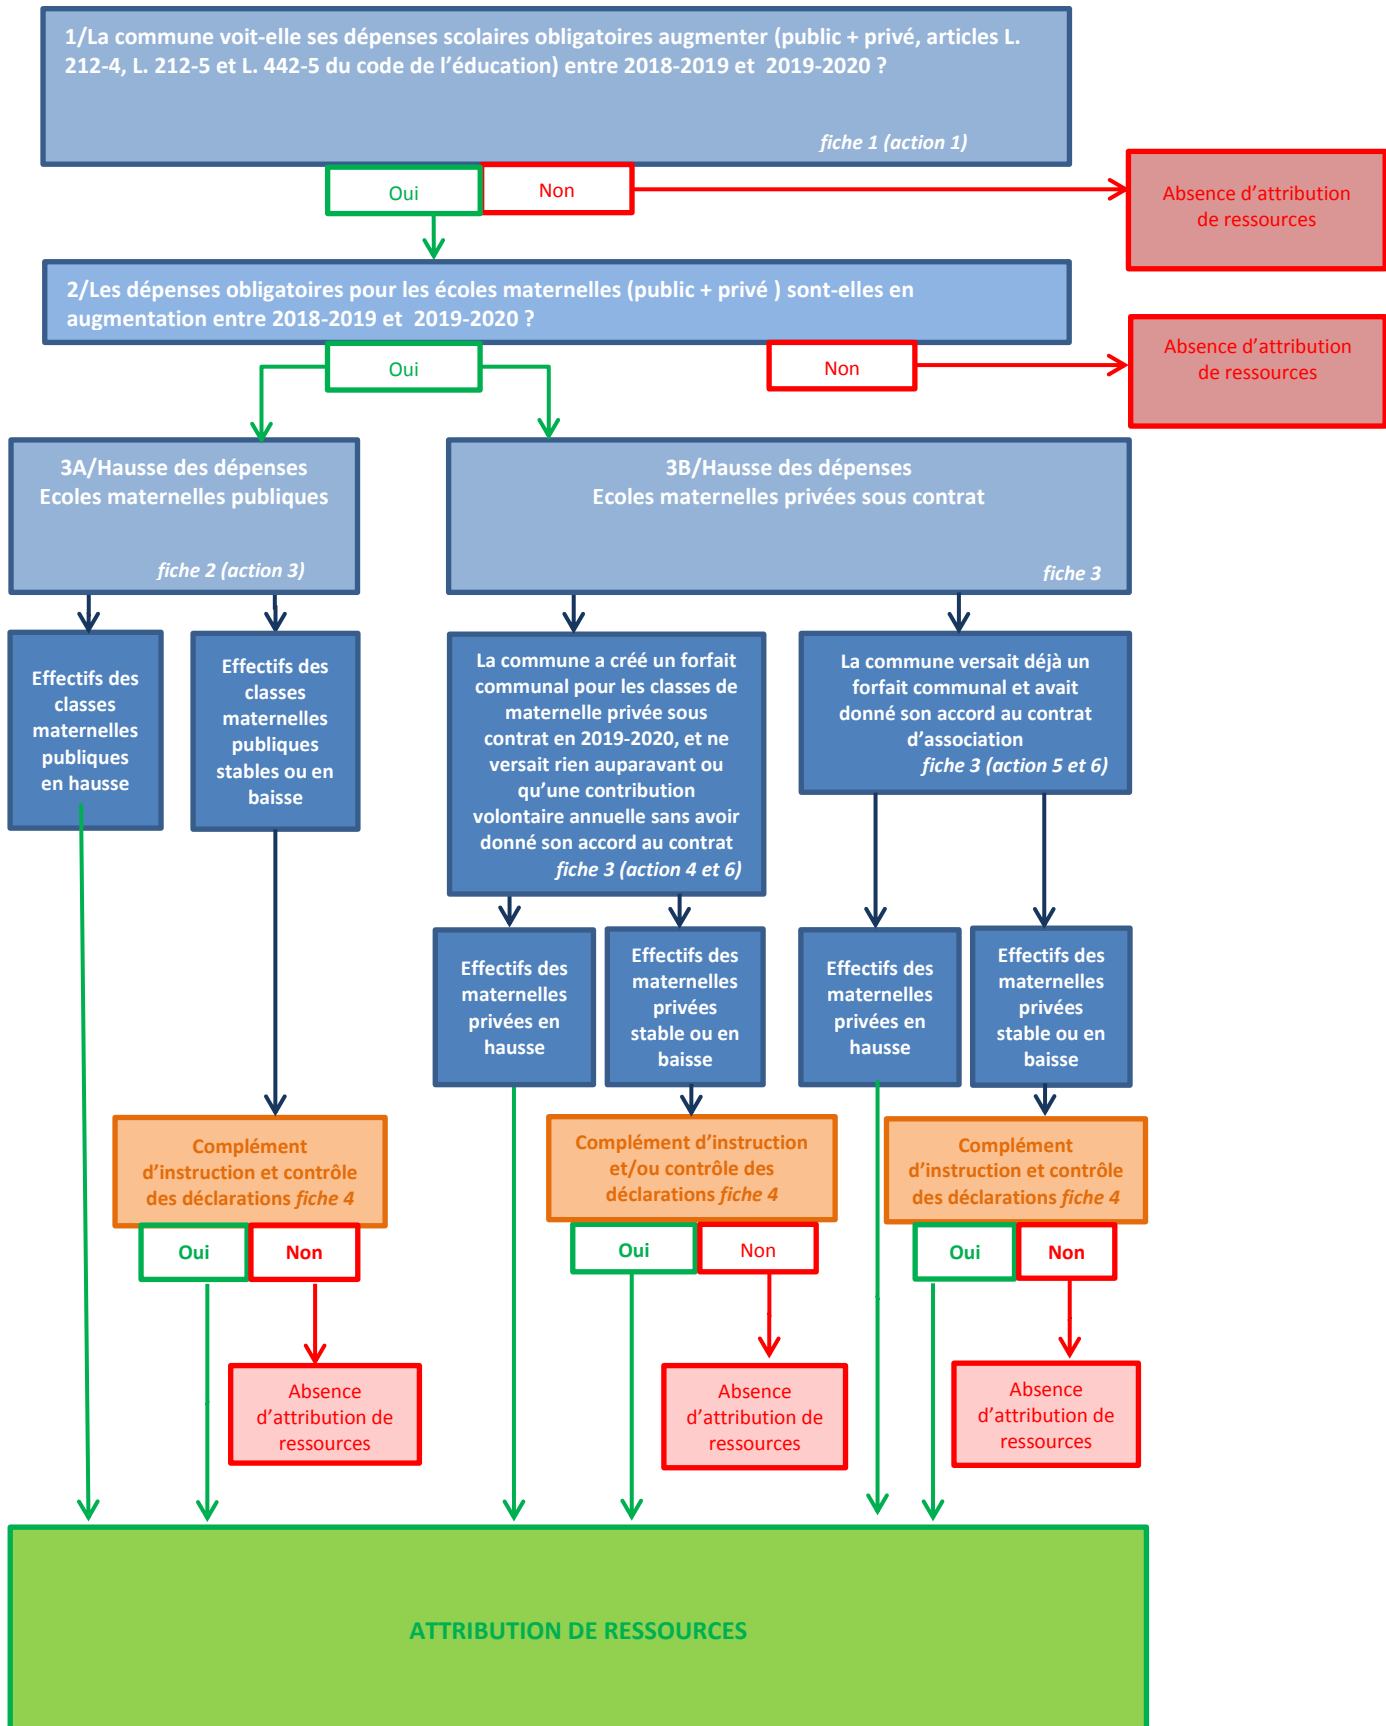 1/La commune voit-elle ses dépenses scolaires obligatoires augmenter (public + privé, articles L.
212-4, L. 212-5 et L. 442-5 du code de l’éducation) entre 2018-2019 et 2019-2020 ?
fiche 1 (action 1)
Oui
Non
Absence d’attribution
de ressources
2/Les dépenses obligatoires pour les écoles maternelles (public + privé ) sont-elles en
augmentation entre 2018-2019 et 2019-2020 ?
Oui
Non
Absence d’attribution
de ressources
3A/Hausse des dépenses
Ecoles maternelles publiques
fiche 2 (action 3)
3B/Hausse des dépenses
Ecoles maternelles privées sous contrat
fiche 3
Effectifs des
classes
maternelles
publiques
en hausse
Effectifs des
classes
maternelles
publiques
stables ou en
baisse
La commune a créé un forfait
communal pour les classes de
maternelle privée sous
contrat en 2019-2020, et ne
versait rien auparavant ou
qu’une contribution
volontaire annuelle sans avoir
donné son accord au contrat
fiche 3 (action 4 et 6)
La commune versait déjà un
forfait communal et avait
donné son accord au contrat
d’association
fiche 3 (action 5 et 6)
Effectifs des
maternelles
privées en
hausse
Effectifs des
maternelles
privées
stable ou en
baisse
Effectifs des
maternelles
privées en
hausse
Effectifs des
maternelles
privées
stable ou en
baisse
Complément
d’instruction et contrôle
des déclarations fiche 4
Oui
Non
Complément d’instruction
et/ou contrôle des
déclarations fiche 4
Oui
Non
Complément
d’instruction et contrôle
des déclarations fiche 4
Oui
Non
Absence
d’attribution de
ressources
Absence
d’attribution de
ressources
Absence
d’attribution de
ressources
ATTRIBUTION DE RESSOURCES